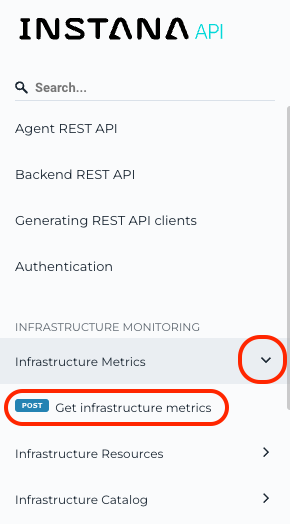 INSTANA API
Search...
Agent REST API
Backend REST API
Generating REST API clients
Authentication
INFRASTRUCTURE MONITORING
Infrastructure Metrics
POST Get infrastructure metrics
Infrastructure Resources
Infrastructure Catalog